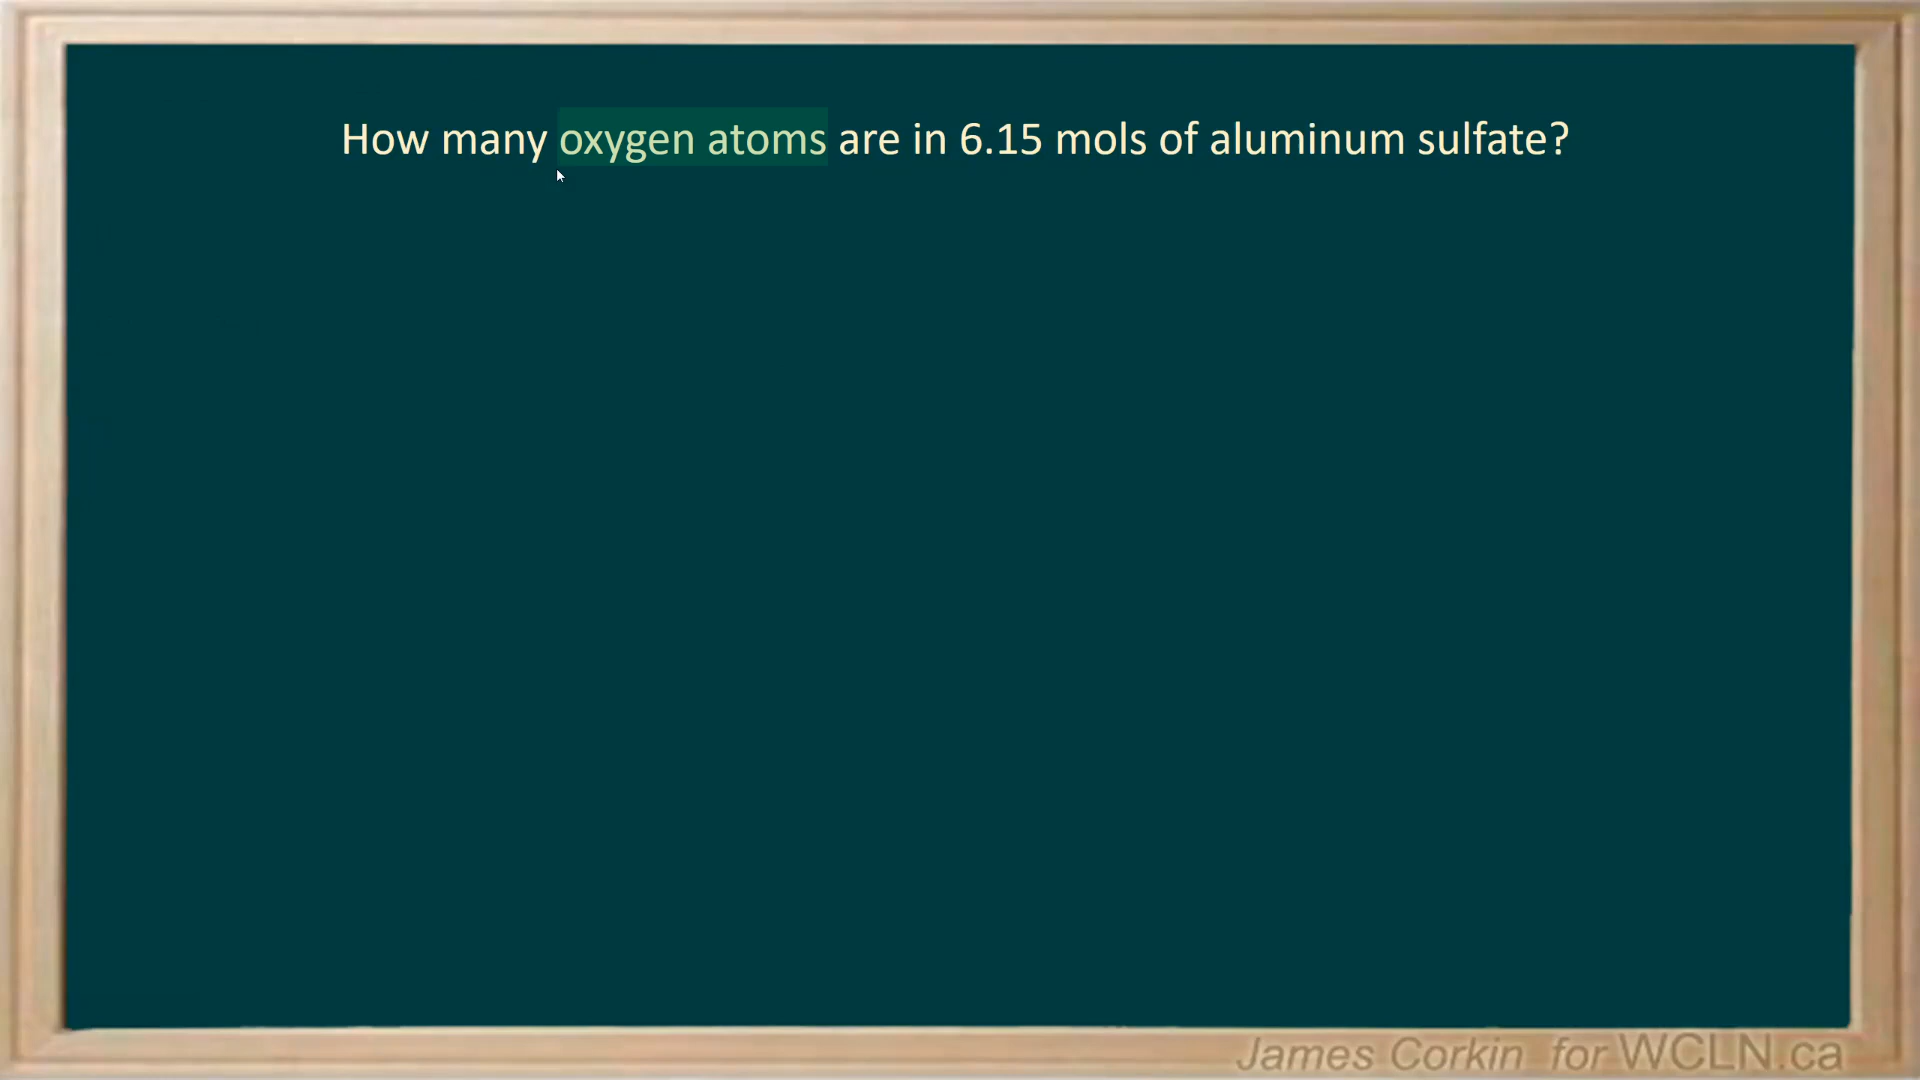 How many oxygen atoms are in 6.15 mols of aluminum sulfate?
James Corkin for WCLN.ca